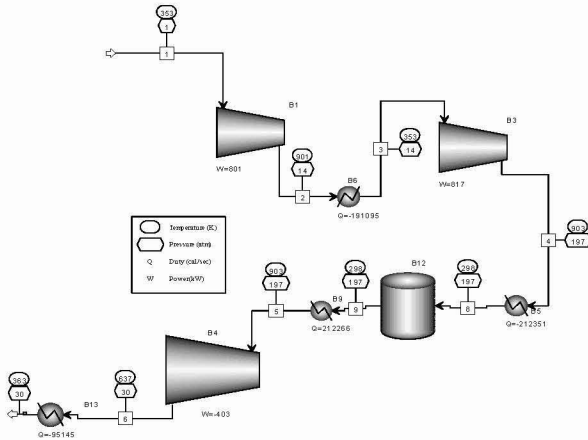 353
1
1
B1
W=801
901
14
2
B6
Q=-191095
3
353
14
B3
W=817
903
197
4
Temperature (K)
Pressure (atm)
Q Duty (cal/sec)
W Power(kW)
B12
298
197
8
B5
Q=-212351
298
197
9
B9
Q=212266
903
197
5
B4
W=-403
637
30
6
B13
363
30
Q=-95145